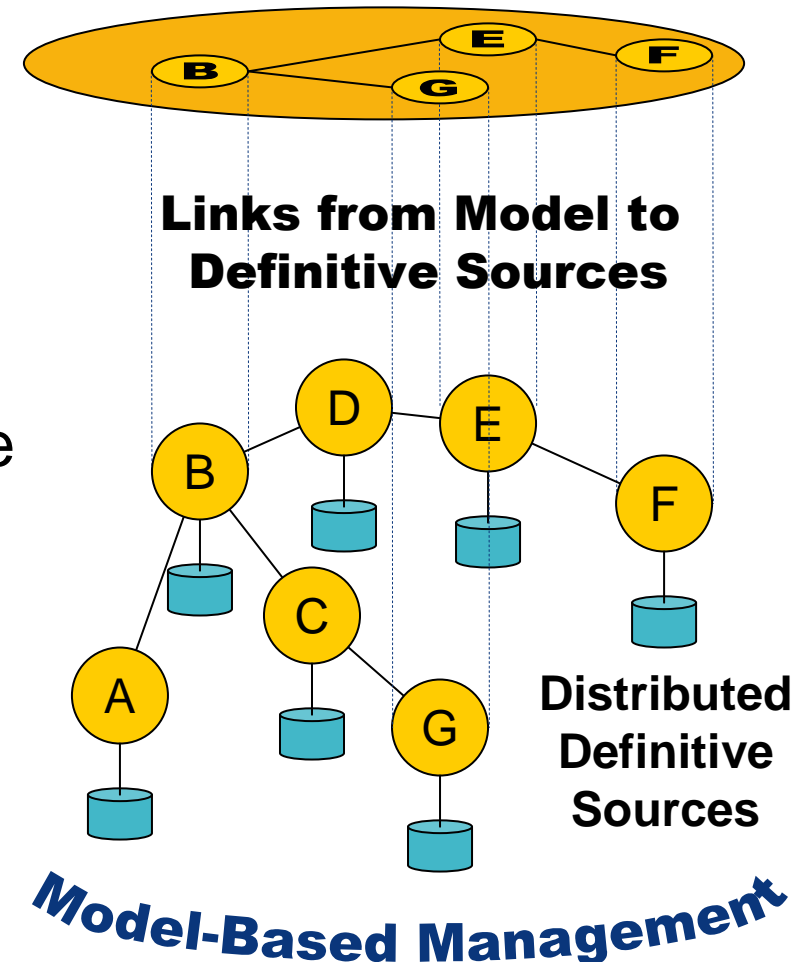 B
E
F
G
Links from Model to
Definitive Sources
D
E
e
B
F
C
A
G
Distributed
Definitive
Sources
Model-Based Management